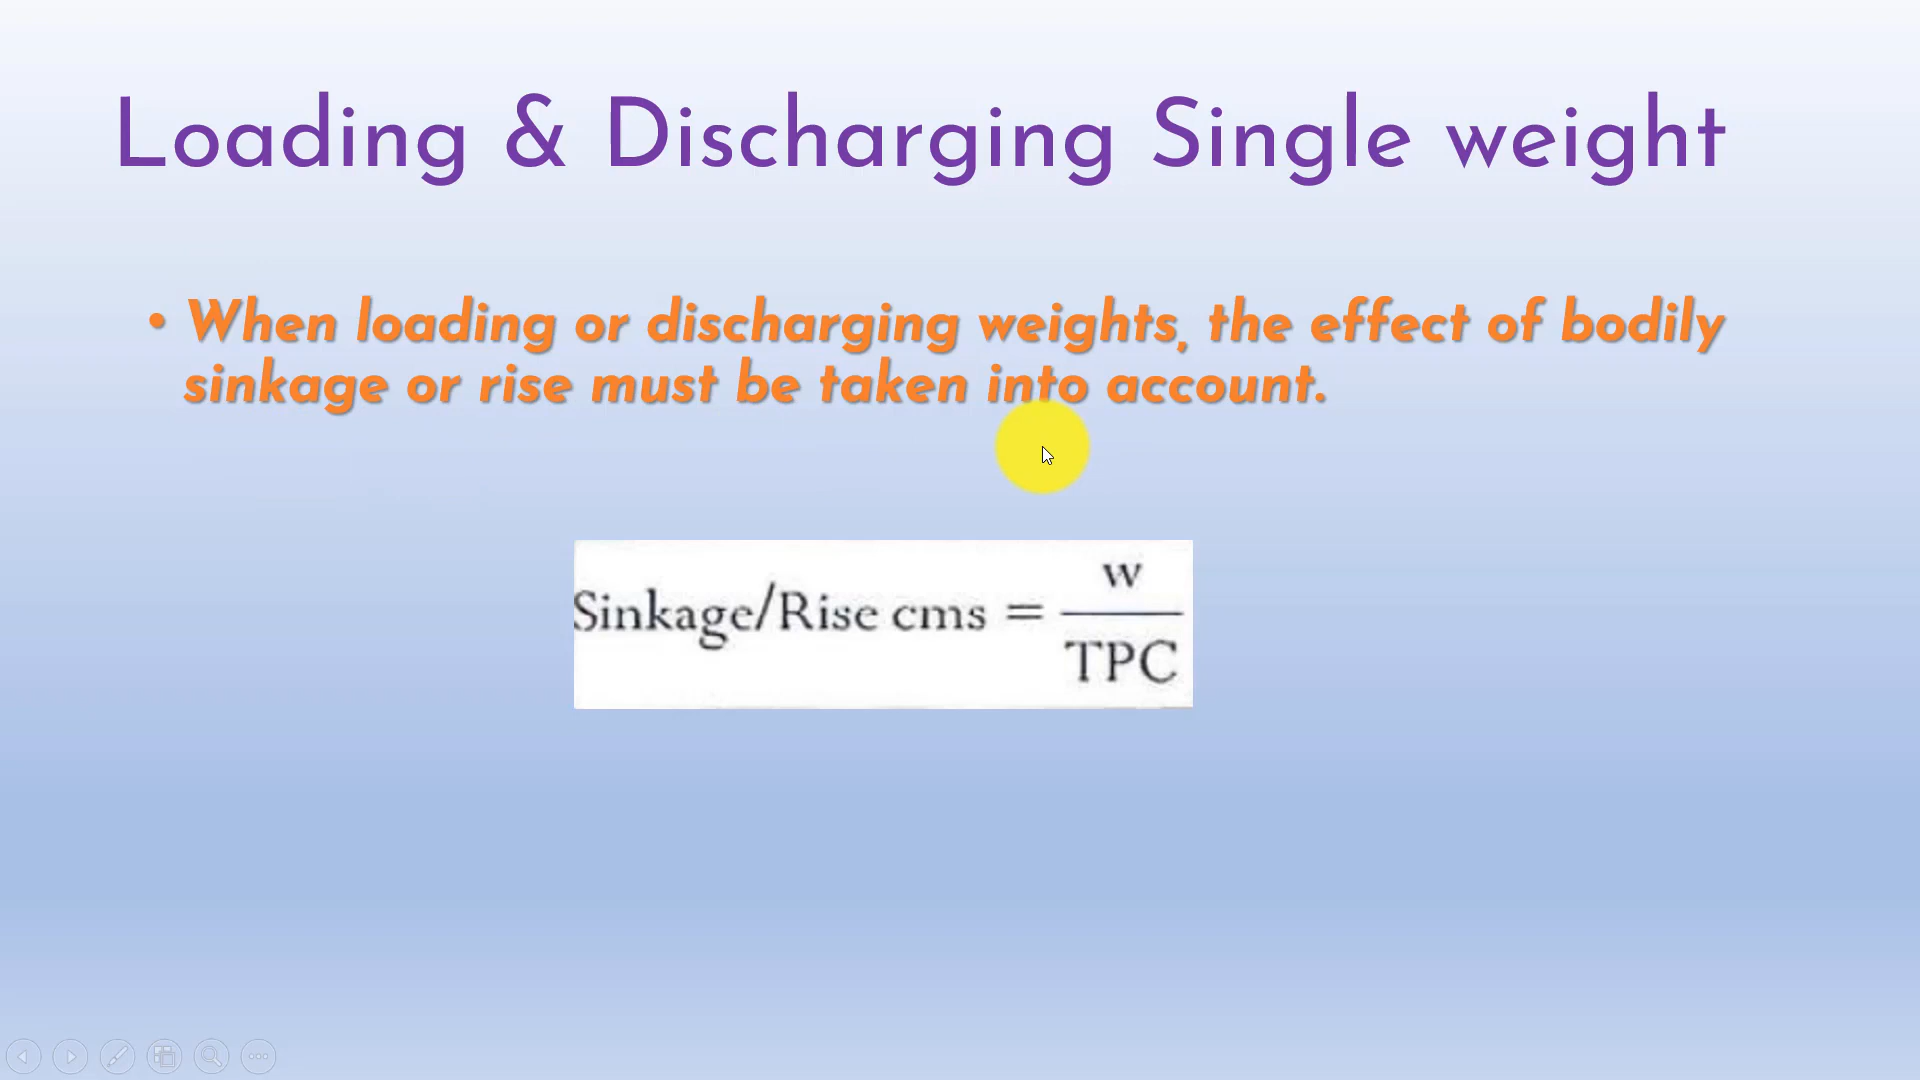 Loading & Discharging Single weight
• When loading or discharging weights, the effect of bodily
sinkage or rise must be taken into account.
Sinkage/Rise cms = w
TPC